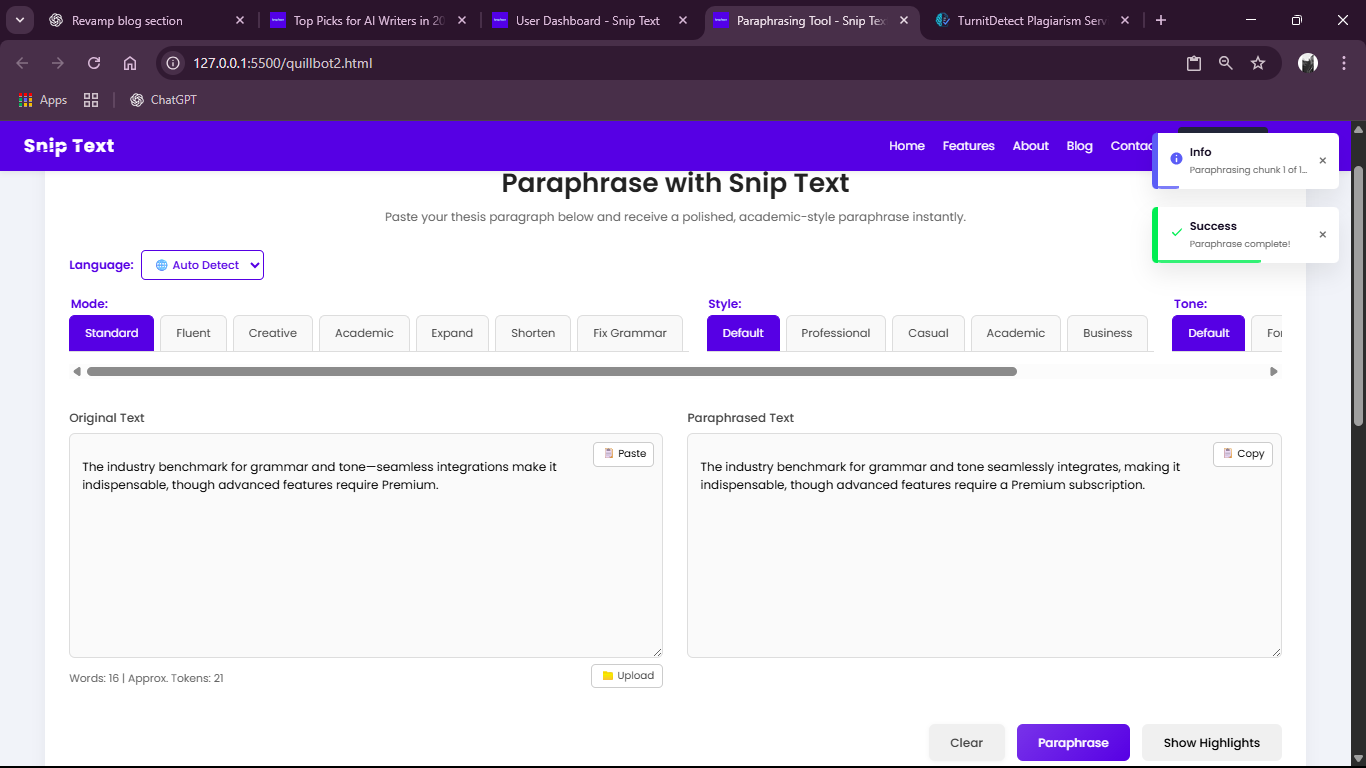 Revamp blog section
Top Picks for AI Writers in 20
User Dashboard - Snip Text
Paraphrasing Tool - Snip Tex
TurnitDetect Plagiarism Serv
127.0.0.1:5500/quillbot2.html
Apps
ChatGPT
Snip Text
Home
Features
About
Blog
Contac
Info
Paraphrasing chunk 1 of 1...
Success
Paraphrase complete!
Paraphrase with Snip Text
Paste your thesis paragraph below and receive a polished, academic-style paraphrase instantly.
Language:
Auto Detect
Mode:
Standard
Fluent
Creative
Academic
Expand
Shorten
Fix Grammar
Style:
Default
Professional
Casual
Academic
Business
Tone:
Default
For
Original Text
Paste
The industry benchmark for grammar and tone—seamless integrations make it
indispensable, though advanced features require Premium.
Words: 16 | Approx. Tokens: 21
Upload
Paraphrased Text
Copy
The industry benchmark for grammar and tone seamlessly integrates, making it
indispensable, though advanced features require a Premium subscription.
Clear
Paraphrase
Show Highlights